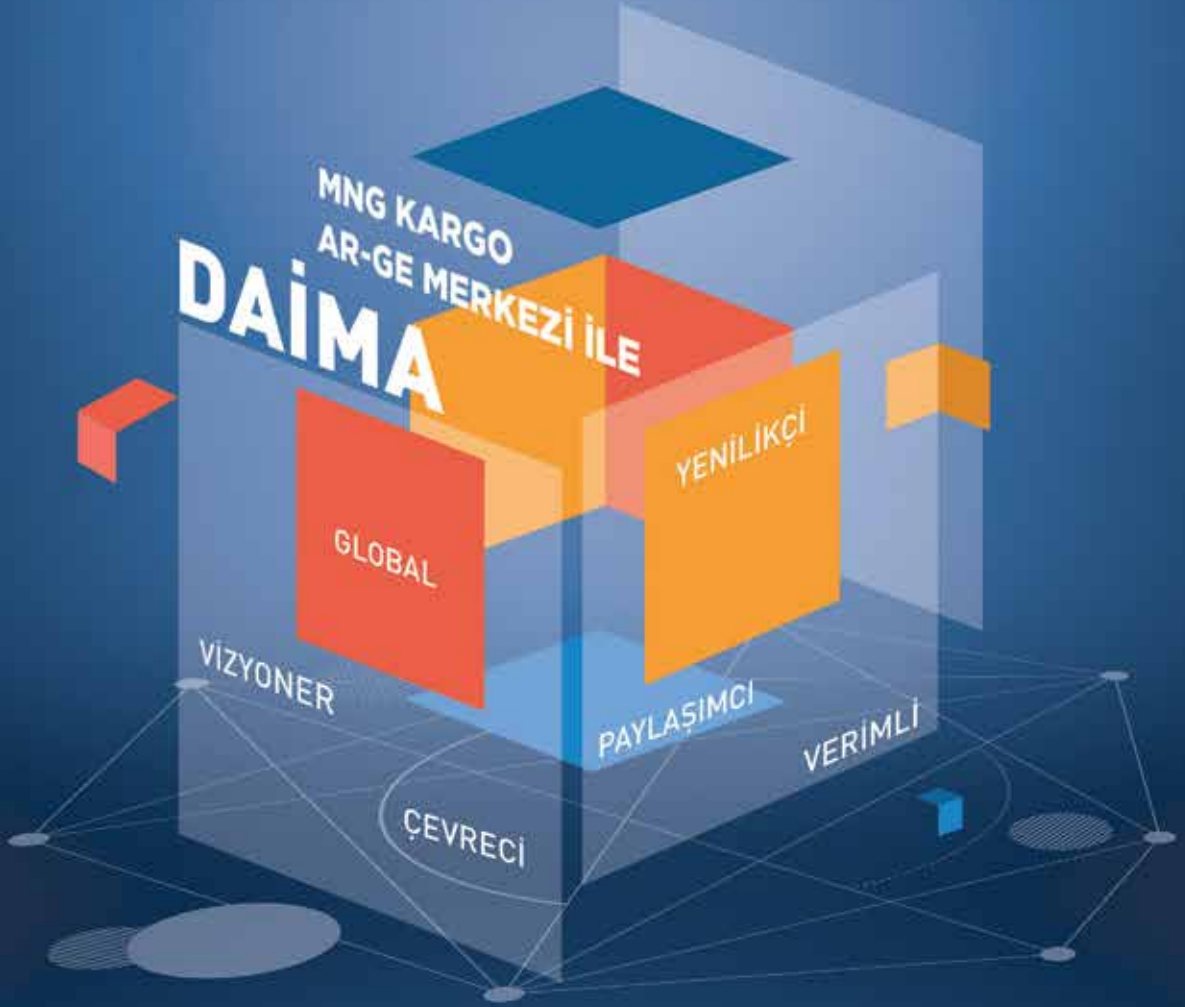 MNG KARGO
AR-GE MERKEZİ İLE
DAİMA
YENİLİKÇİ
GLOBAL
VİZYONER
PAYLAŞIMCI
VERİMLİ
ÇEVRECİ